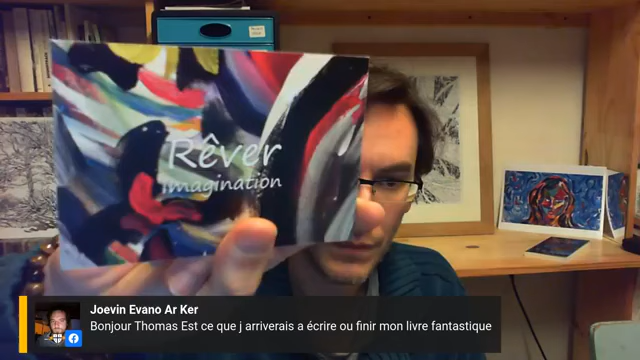 Rêver
Imagination
Joevin Evano Ar Ker
Bonjour Thomas Est ce que j arriverais a écrire ou finir mon livre fantastique